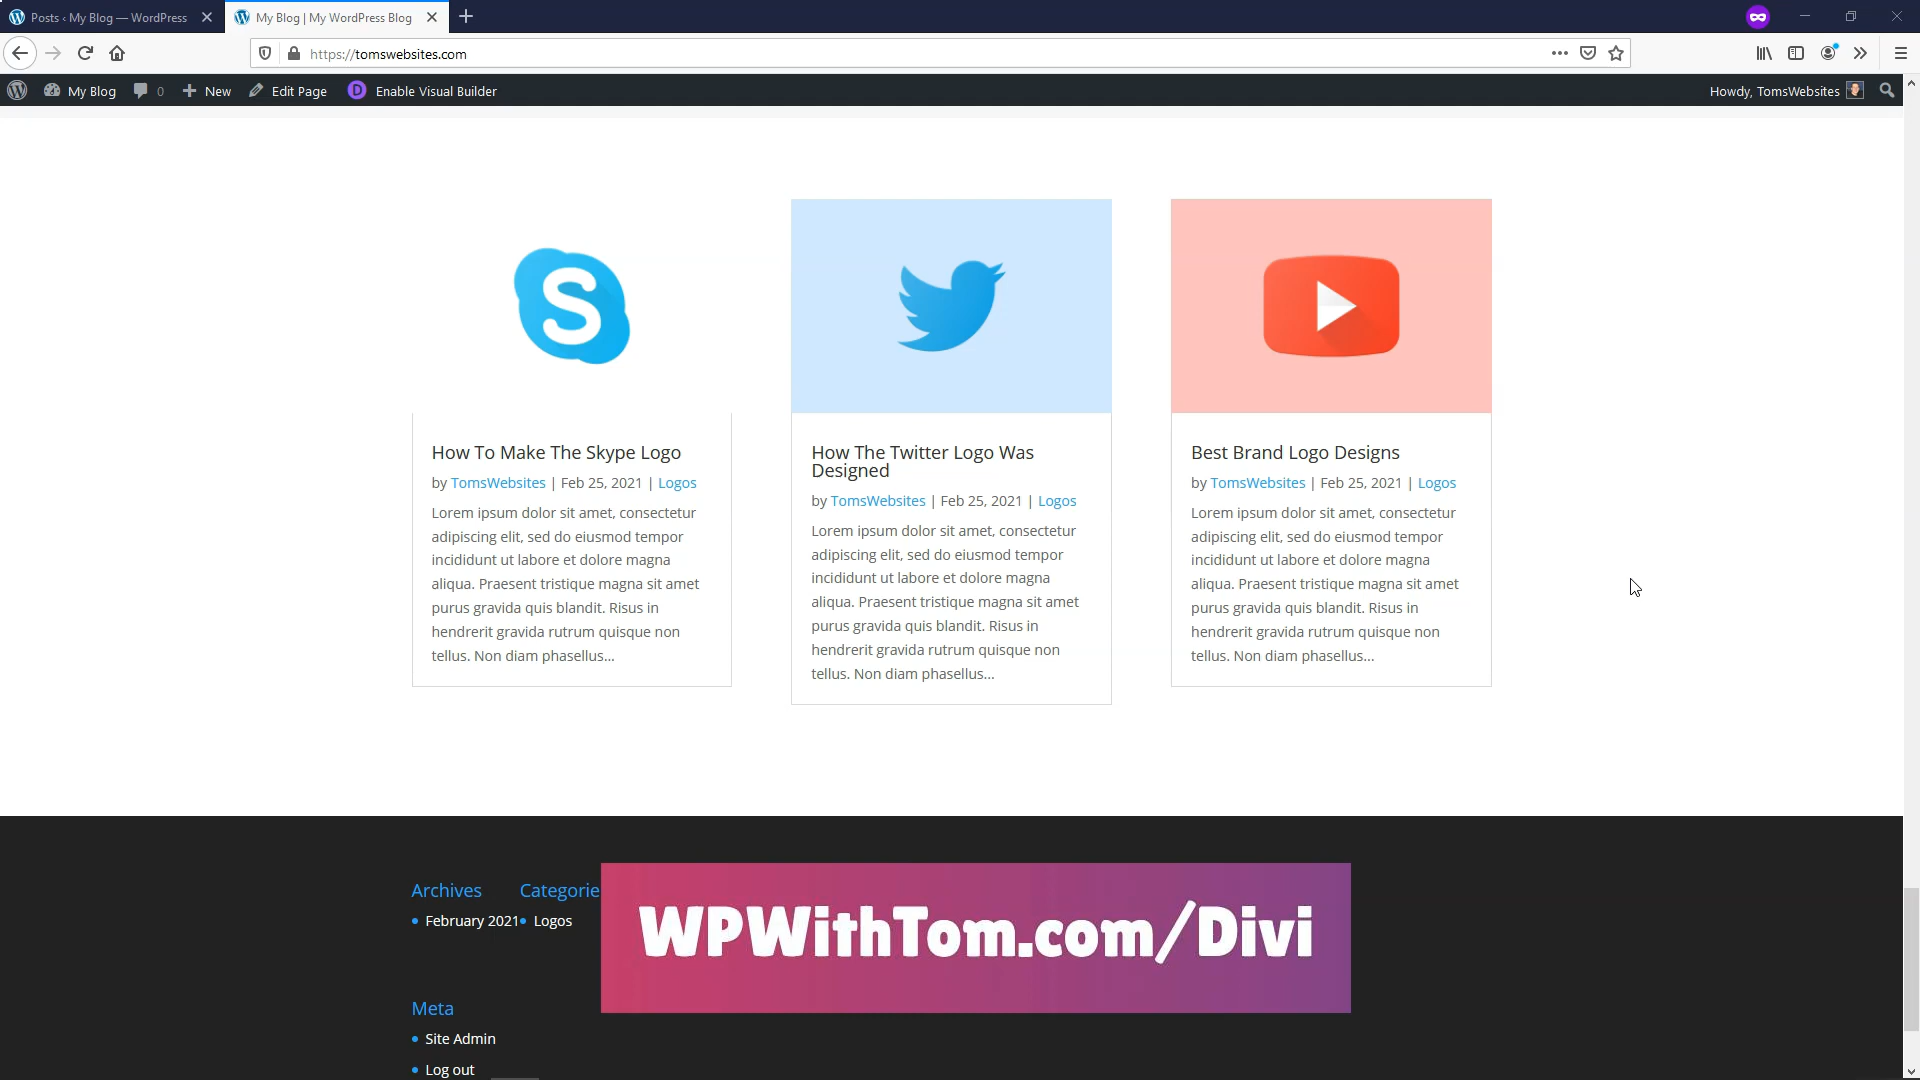 Posts ‹ My Blog — WordPress
My Blog | My WordPress Blog
https://tomswebsites.com
My Blog
0
New
Edit Page
D
Enable Visual Builder
Howdy, TomsWebsites
S
How To Make The Skype Logo
by TomsWebsites | Feb 25, 2021 | Logos
Lorem ipsum dolor sit amet, consectetur
adipiscing elit, sed do eiusmod tempor
incididunt ut labore et dolore magna
aliqua. Praesent tristique magna sit amet
purus gravida quis blandit. Risus in
hendrerit gravida rutrum quisque non
tellus. Non diam phasellus...
How The Twitter Logo Was
Designed
by TomsWebsites | Feb 25, 2021 | Logos
Lorem ipsum dolor sit amet, consectetur
adipiscing elit, sed do eiusmod tempor
incididunt ut labore et dolore magna
aliqua. Praesent tristique magna sit amet
purus gravida quis blandit. Risus in
hendrerit gravida rutrum quisque non
tellus. Non diam phasellus...
Best Brand Logo Designs
by TomsWebsites | Feb 25, 2021 | Logos
Lorem ipsum dolor sit amet, consectetur
adipiscing elit, sed do eiusmod tempor
incididunt ut labore et dolore magna
aliqua. Praesent tristique magna sit amet
purus gravida quis blandit. Risus in
hendrerit gravida rutrum quisque non
tellus. Non diam phasellus...
Archives
February 2021
Categorie
Logos
WPWithTom.com/Divi
Meta
Site Admin
Log out